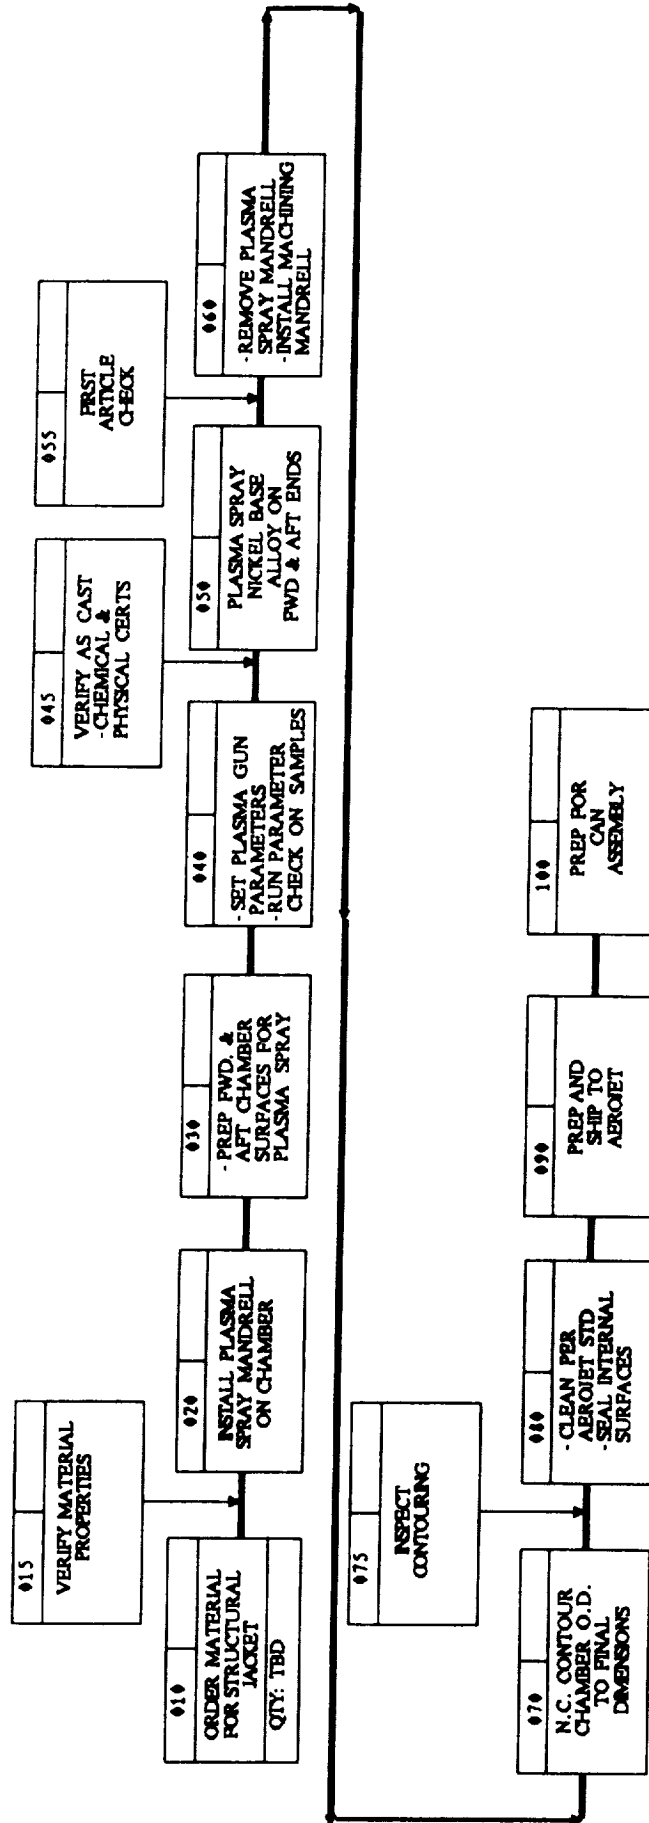 015
VERIFY MATERIAL
PROPERTIES
010
ORDER MATERIAL
FOR STRUCTURAL
JACKET
QTY: TBD
020
INSTALL PLASMA
SPRAY MANDRELL
ON CHAMBER
030
- PREP FWD. &
AFT CHAMBER
SURFACES FOR
PLASMA SPRAY
040
- SET PLASMA GUN
PARAMETERS
- RUN PARAMETER
CHECK ON SAMPLES
045
VERIFY AS CAST
- CHEMICAL &
PHYSICAL CERTS
050
PLASMA SPRAY
NICKEL BASE
ALLOY ON
FWD & AFT ENDS
055
FIRST
ARTICLE
CHECK
060
- REMOVE PLASMA
SPRAY MANDRELL
- INSTALL MACHINING
MANDRELL
070
N.C. CONTOUR
CHAMBER O.D.
TO FINAL
DIMENSIONS
075
INSPECT
CONTOURING
080
- CLEAN PER
AEROJET STD
- SEAL INTERNAL
SURFACES
090
PREP AND
SHIP TO
AEROJET
100
PREP FOR
CAN
ASSEMBLY